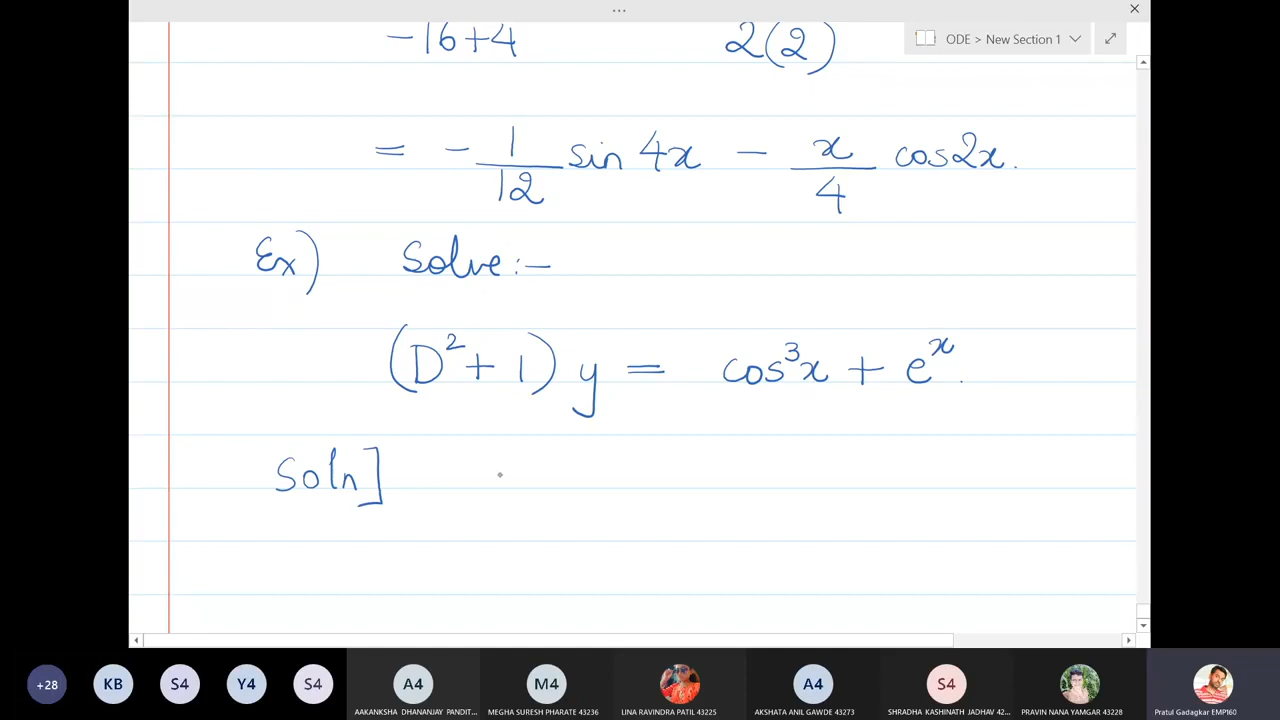 ...
ODE > New Section 1
-16+4 2(2)
= - 1/12 sin 4x - x/4 cos2x.
Ex) Solve:-
(D²+1) y = cos³x + eˣ.
Soln]
+28 KB S4 Y4 S4 A4 M4 A4 S4
AAKANKSHA DHANANJAY PANDIT... MEGHA SURESH PHARATE 43236 LINA RAVINDRA PATIL 43225 AKSHATA ANIL GAWDE 43273 SHRADHA KASHINATH JADHAV 42... PRAVIN NANA YAMGAR 43228 Pratul Gadagkar EMP160